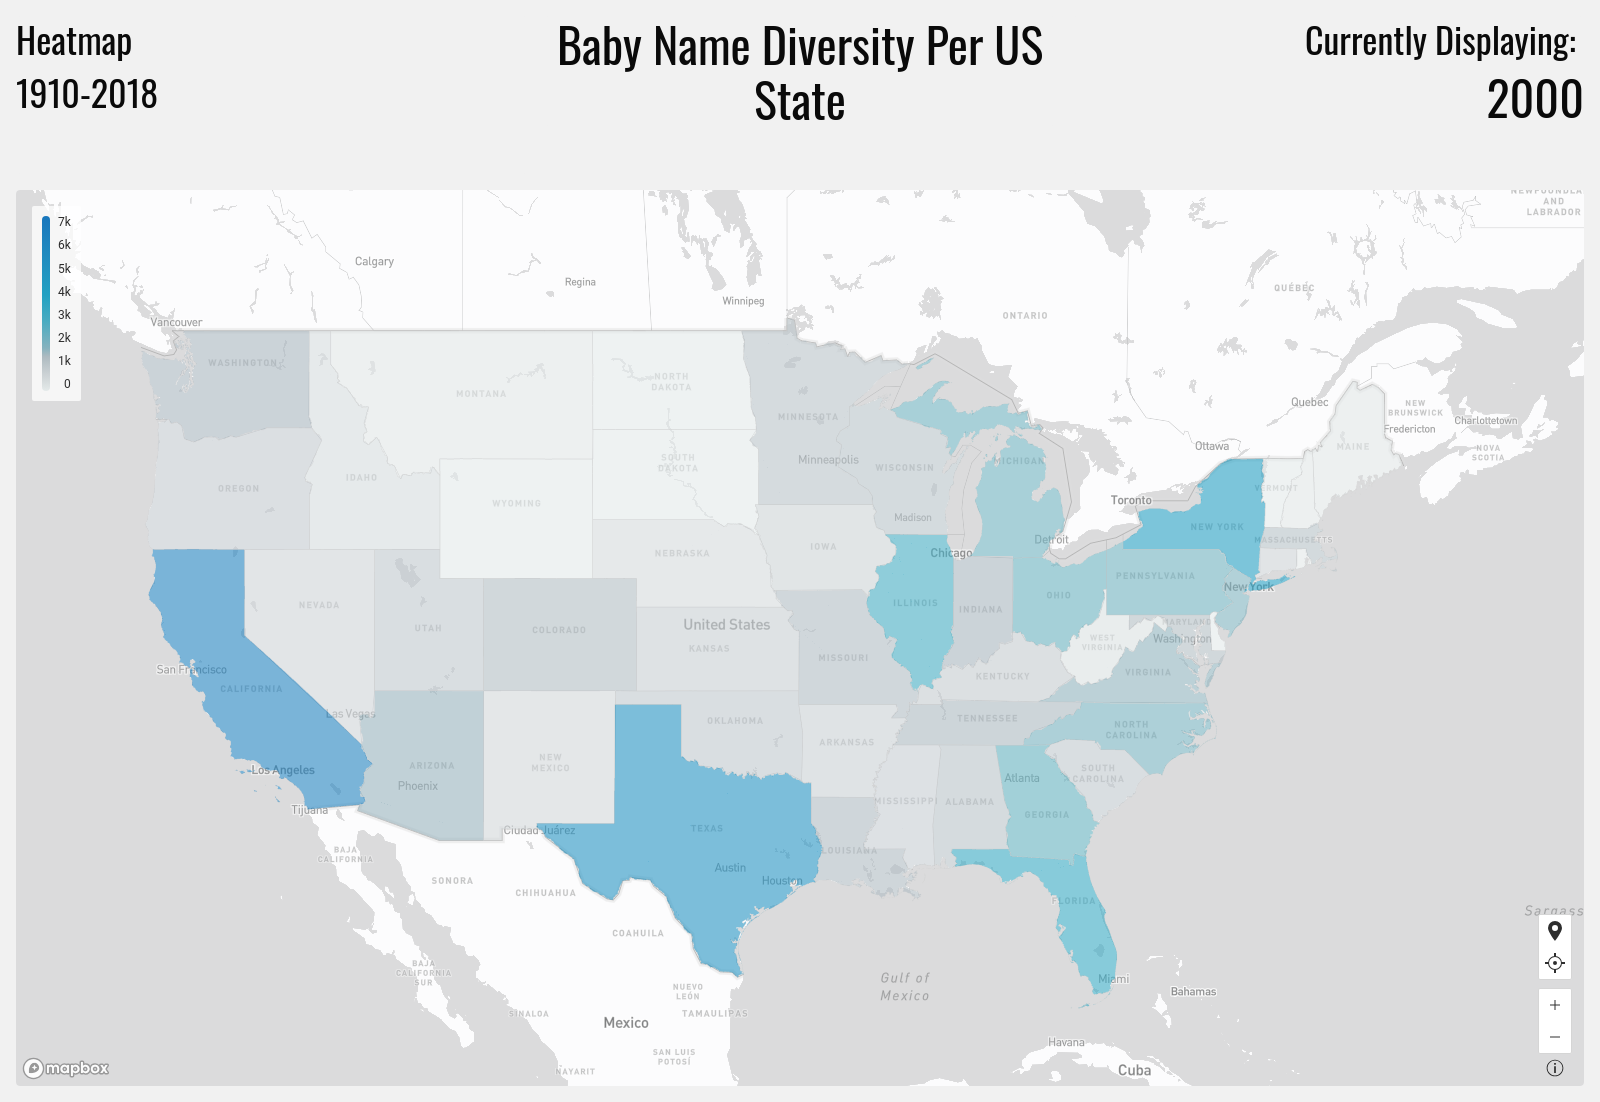 Heatmap
1910-2018
Baby Name Diversity Per US
State
Currently Displaying:
2000
7k
6k
5k
4k
3k
2k
1k
0
NEWFOUNDLA
AND
LABRADOR
Calgary
Regina
Winnipeg
ONTARIO
QUÉBEC
Vancouver
WASHINGTON
MONTANA
NORTH
DAKOTA
MINNESOTA
Quebec
NEW
BRUNSWICK
Fredericton
Charlottetown
NOVA
SCOTIA
Ottawa
MAINE
OREGON
IDAHO
SOUTH
DAKOTA
Minneapolis
WISCONSIN
MICHIGAN
WYOMING
Madison
Toronto
VERMONT
NEW YORK
MASSACHUSETTS
Detroit
IOWA
NEBRASKA
Chicago
PENNSYLVANIA
New York
NEVADA
UTAH
COLORADO
United States
KANSAS
ILLINOIS
INDIANA
OHIO
MARYLAND
Washington
WEST
VIRGINIA
MISSOURI
San Francisco
CALIFORNIA
KENTUCKY
VIRGINIA
Las Vegas
OKLAHOMA
TENNESSEE
NORTH
CAROLINA
ARKANSAS
NEW
MEXICO
ARIZONA
Phoenix
Los Angeles
Atlanta
SOUTH
CAROLINA
MISSISSIPPI
ALABAMA
GEORGIA
Tijuana
Ciudad Juárez
TEXAS
LOUISIANA
BAJA
CALIFORNIA
Austin
Houston
SONORA
CHIHUAHUA
FLORIDA
Sargass
COAHUILA
BAJA
CALIFORNIA
SUR
Gulf of
Mexico
Miami
Bahamas
NUEVO
LEÓN
SINALOA
Mexico
TAMAULIPAS
Havana
SAN LUIS
POTOSÍ
NAYARIT
Cuba
mapbox
+
−